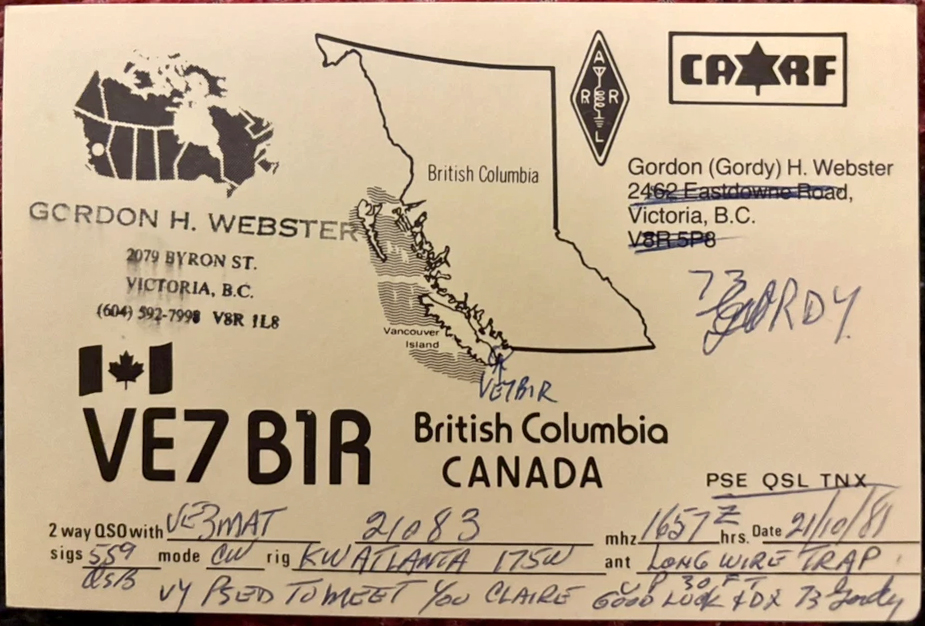 CARF
ARRL
British Columbia
Gordon (Gordy) H. Webster
2462 Eastdowne Road,
Victoria, B.C.
V8R 5P8
GORDON H. WEBSTER
2079 BYRON ST.
VICTORIA, B.C.
(604) 592-7998 V8R 1L8
73
GORDY
Vancouver
Island
VE7BIR
VE7BIR
British Columbia
CANADA
PSE QSL TNX
2 way QSO with VE3MAT 21083 mhz 1657Z hrs. Date 21/10/81
sigs 559 mode CW rig KW ATLANTA 175W ant LONG WIRE TRAP
QSB UP 30 FT
VY PSED TO MEET YOU CLAIRE GOOD LUCK & DX 73 Gordy